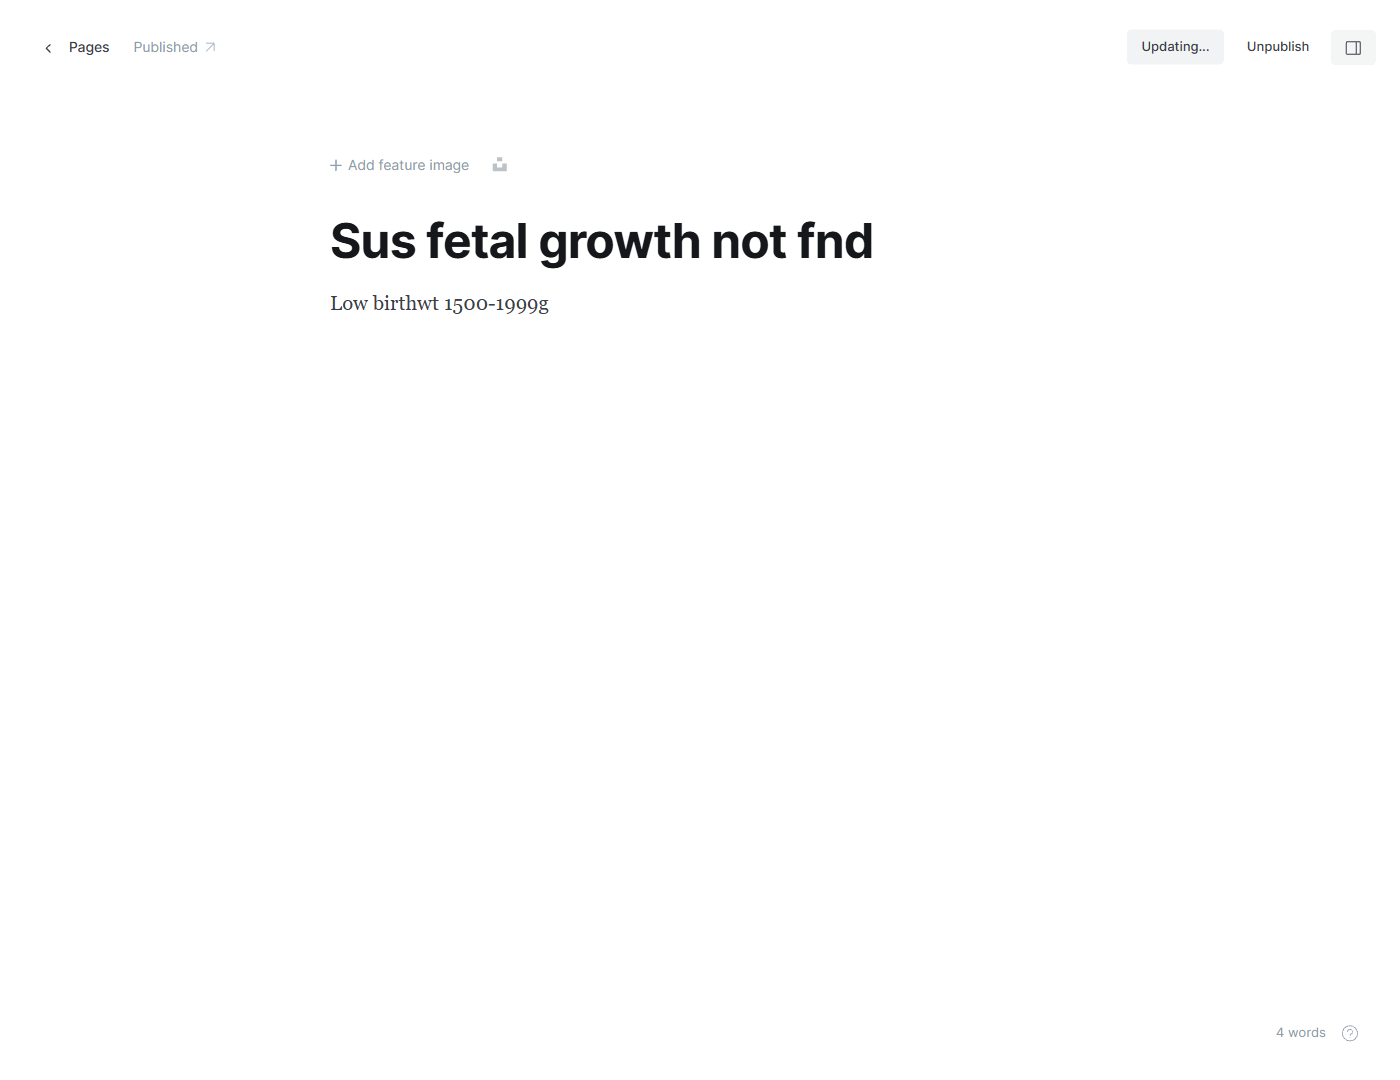 Pages
Published
Updating...
Unpublish
Add feature image
Sus fetal growth not fnd
Low birthwt 1500-1999g
4 words